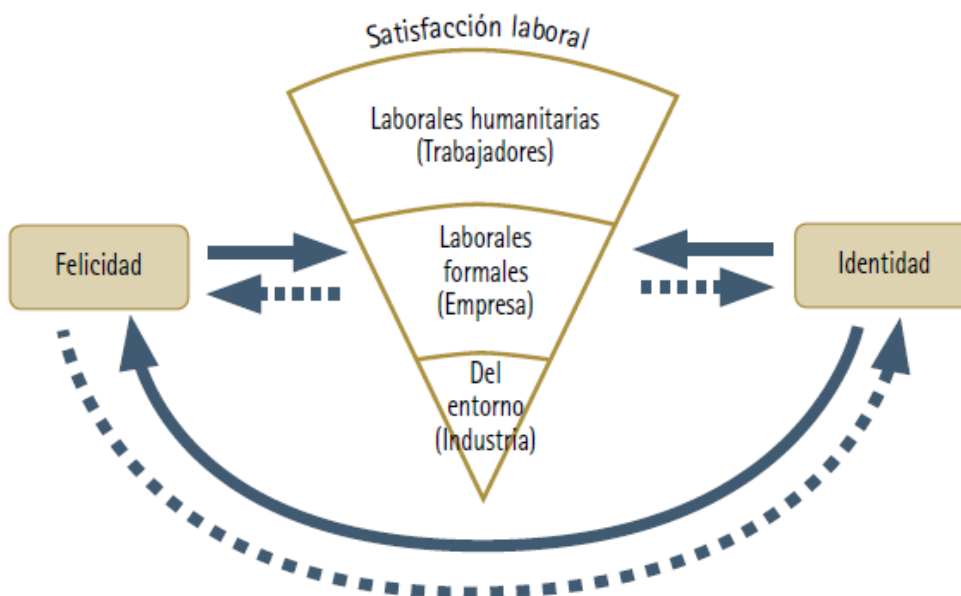 Satisfacción laboral
Laborales humanitarias
(Trabajadores)
Felicidad
Laborales
formales
(Empresa)
Identidad
Del
entorno
(Industria)